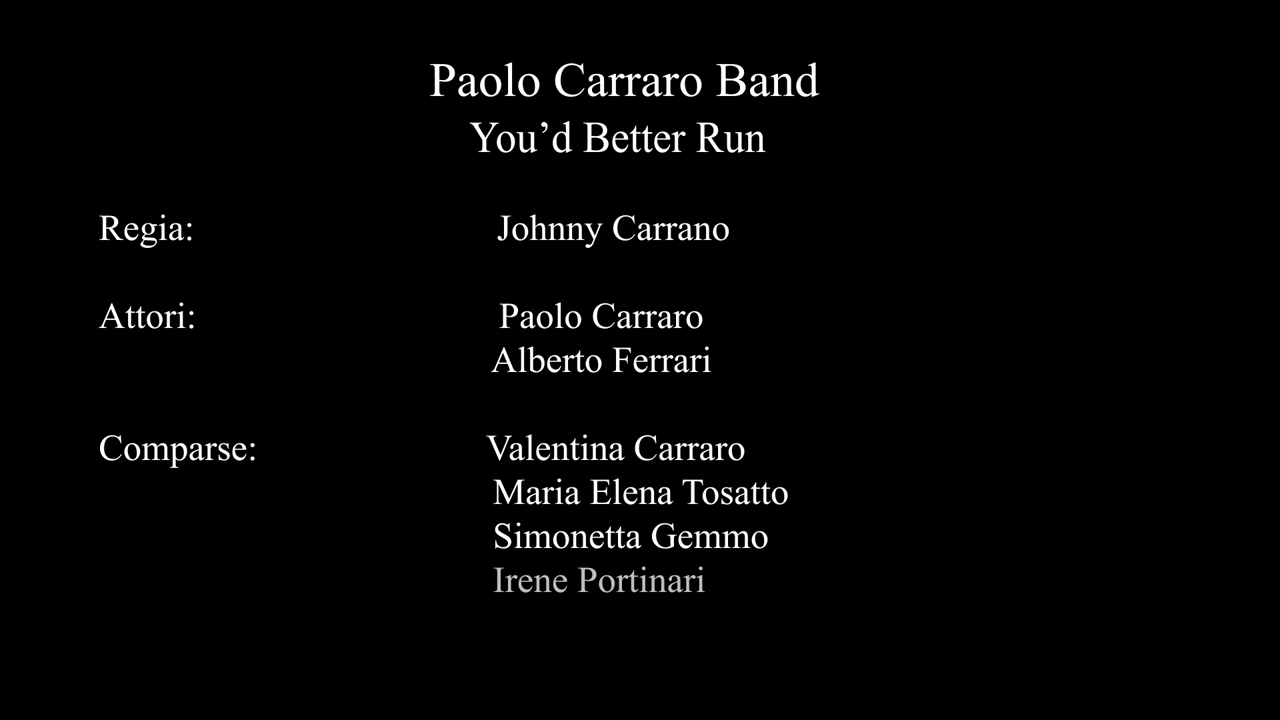 Paolo Carraro Band
You’d Better Run
Regia: Johnny Carrano
Attori: Paolo Carraro
Alberto Ferrari
Comparse: Valentina Carraro
Maria Elena Tosatto
Simonetta Gemmo
Irene Portinari